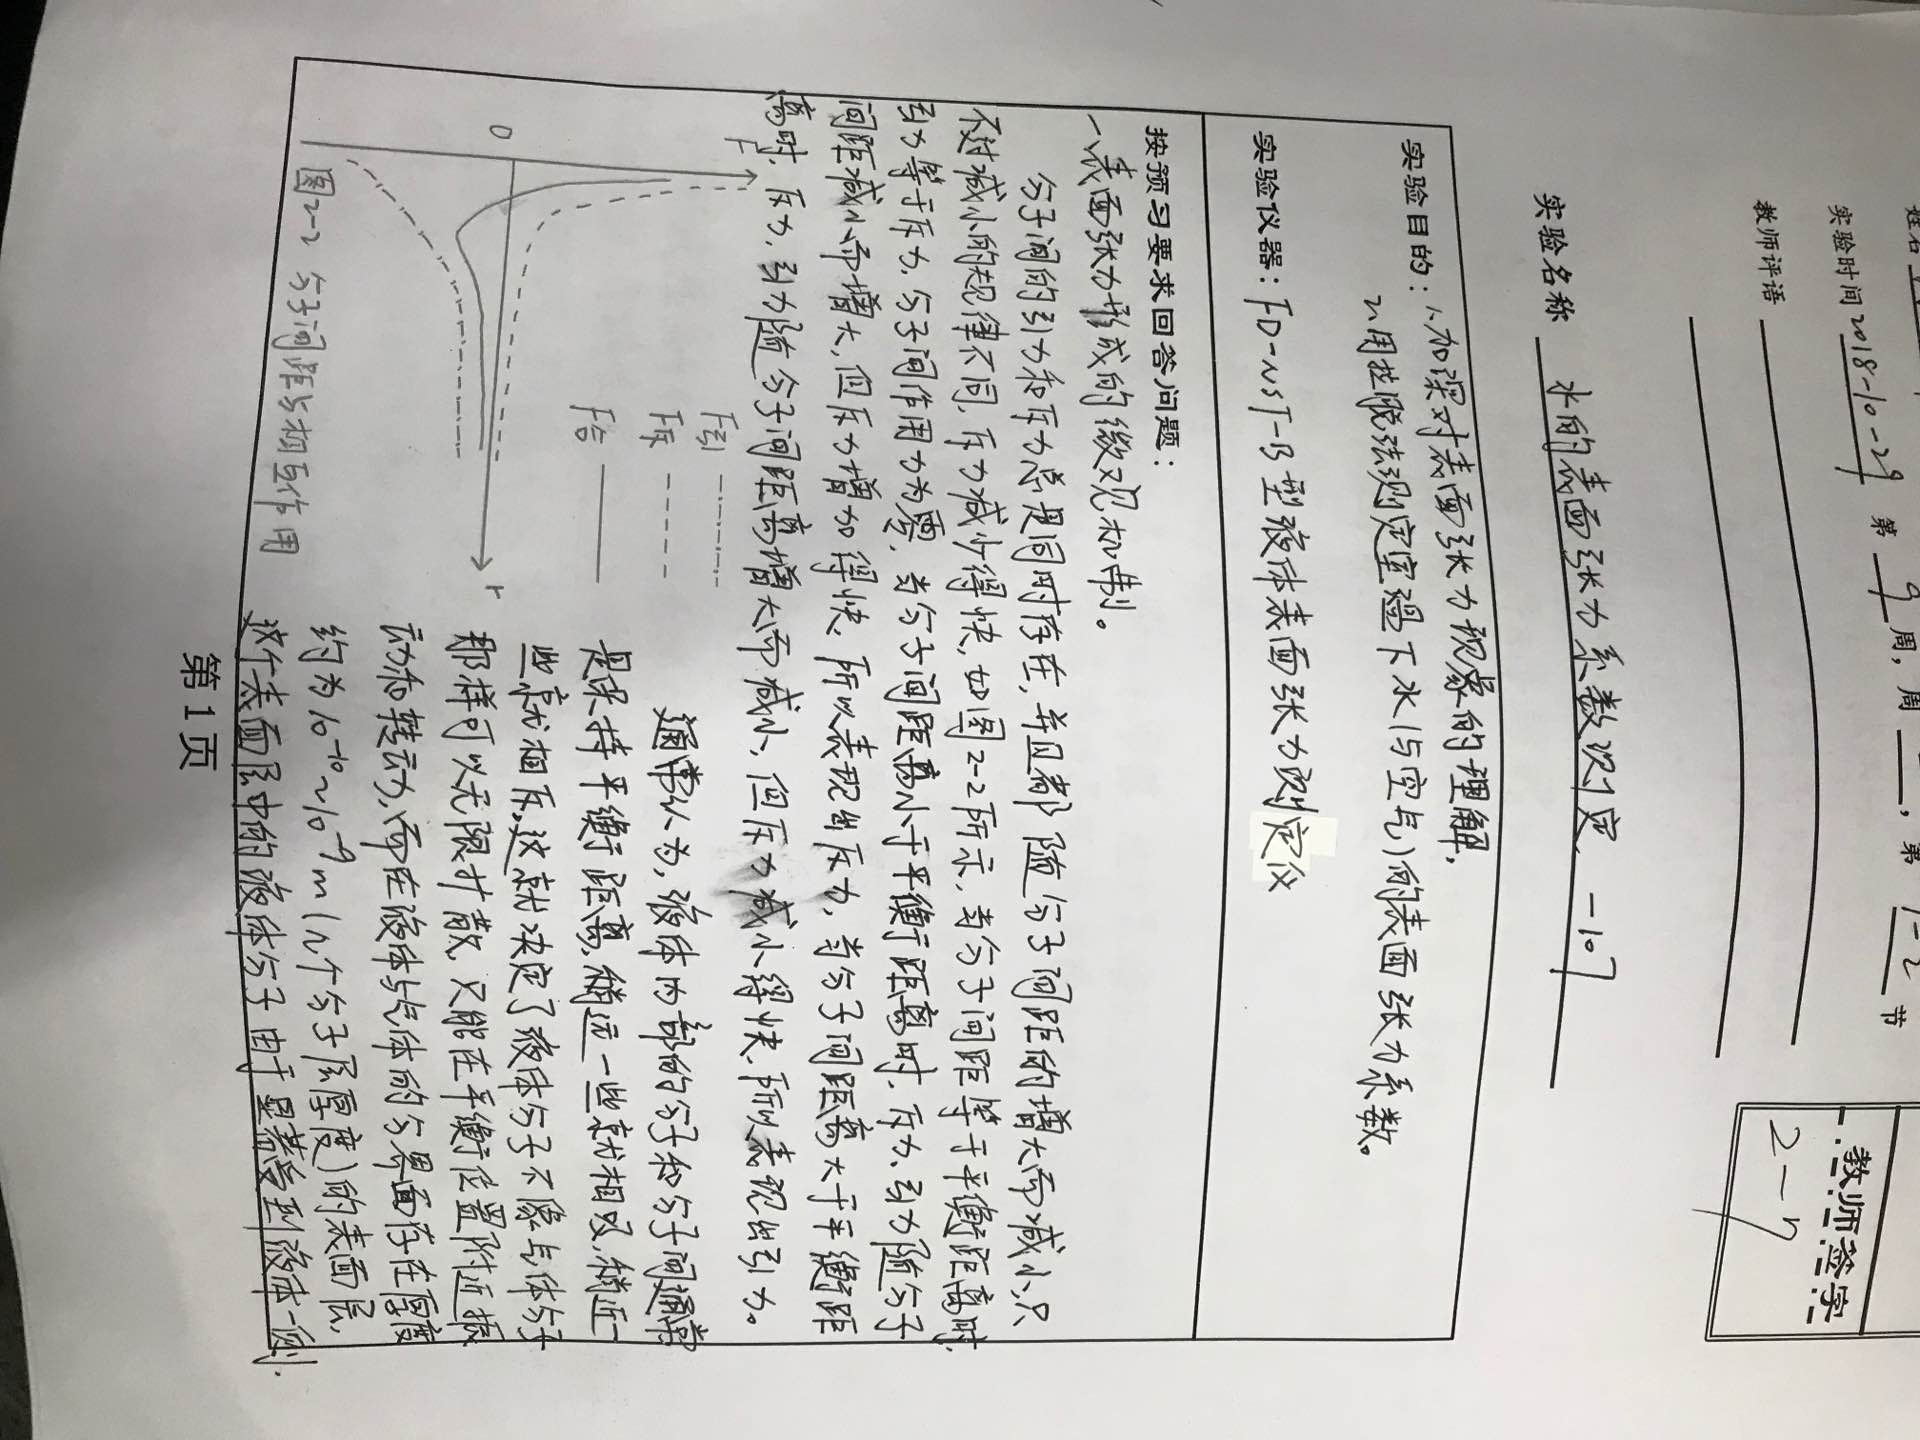 实验时间 2018-10-29 第 9 周，周 ，第 1-2 节
教师评语
教师签字
2-7
实验名称 水的表面张力系数测定 -107
实验目的：1、加深对表面张力现象的理解，
2、用拉脱法测定室温下水（与空气）的表面张力系数。
实验仪器：FD-NST-B型液体表面张力测定仪
按预习要求回答问题：
一、表面张力形成的微观机制。
分子间的引力和斥力总是同时存在，并且都随分子间距的增大而减小，只
不过减小的规律不同，斥力减小得快，如图2-2所示，当分子间距等于平衡距离时，
引力等于斥力，分子间作用力为零，当分子间距离小于平衡距离时，斥力、引力随分子
间距减小而增大，但斥力增加得快，所以表现出斥力，当分子间距离大于平衡距
离时，斥力，引力随分子间距离增大而减小，但斥力减小得快，所以表现出引力。
F
F引
F斥
F合
O
r
图2-2 分子间距与相互作用
通常认为，液体内部的分子和分子间通常
是保持平衡距离，稍远一些就相吸，稍近一
些就相斥，这就决定了液体分子不像气体分子
那样可以无限扩散，只能在平衡位置附近振
动和转动，而在液体与气体的分界面存在厚度
约为10⁻¹⁰～10⁻⁹m（几个分子层厚度）的表面层，
这个表面层中的液体分子由于显著受到液体一侧，
第1页